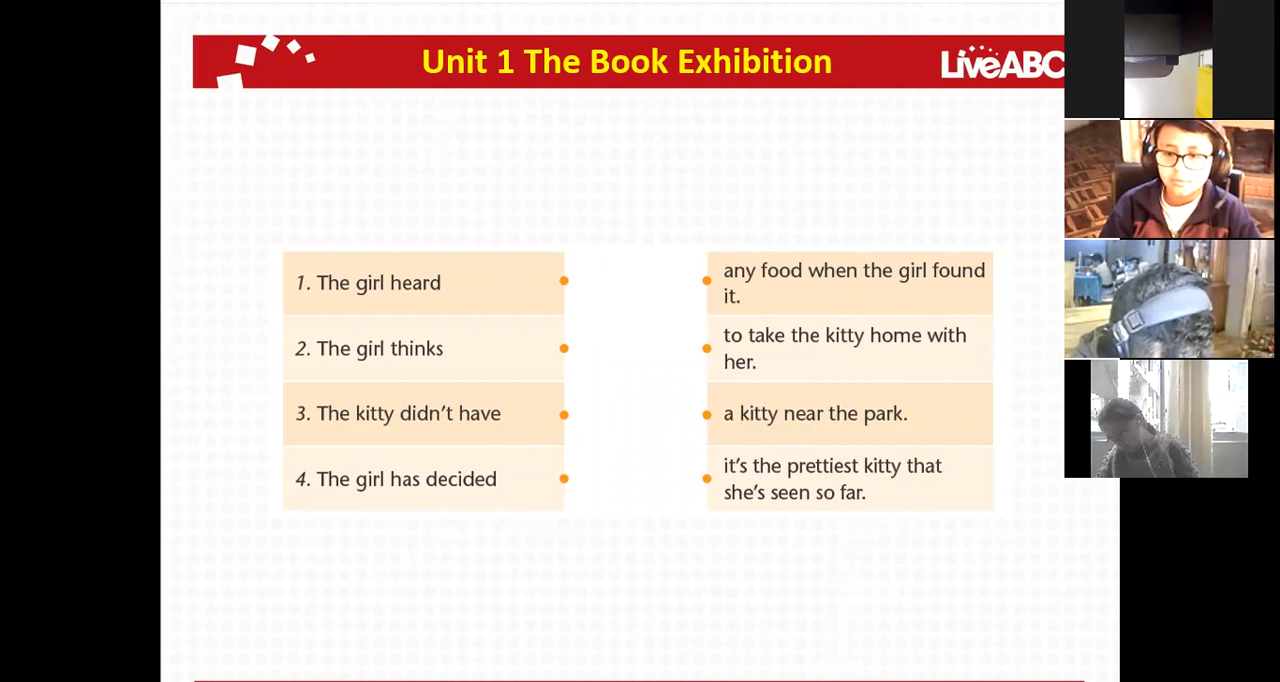 Unit 1 The Book Exhibition
LiveABC
1. The girl heard
any food when the girl found
it.
2. The girl thinks
to take the kitty home with
her.
3. The kitty didn't have
a kitty near the park.
4. The girl has decided
it's the prettiest kitty that
she's seen so far.